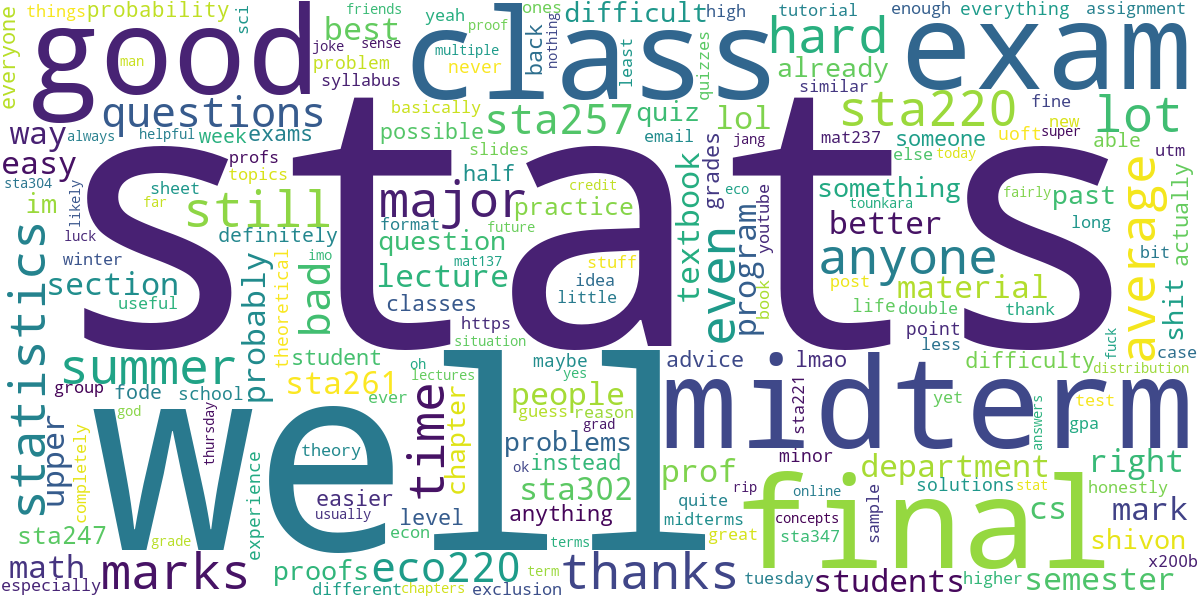 things
probability
everyone
sci
good
friends
joke
sense
best
man
problem
syllabus
yeah
class
proof
multiple
never
ones
back
nothing
difficult
least
high
quizzes
tutorial
hard
already
similar
enough
everything
assignment
exam
questions
way
always
helpful
week
exams
easy
profs
topics
sta304
sheet
im
likely
far
still
basically
possible
slides
sta257
quiz
email
lol
jang
mat237
sta220
someone
else
today
fine
new
uoft
super
lot
able
utm
stats
half
major
practice
credit
format
future
question
mat137
lecture
stuff
idea
little
classes
https
situation
definitely
luck
winter
imo
section
useful
statistics
probably
theoretical
bad
textbook
even
grades
eco
program
youtube
book
something
tounkara
fairly
better
anyone
post
material
life
double
past
long
thank
point
less
average
actually
bit
shit
case
fuck
summer
student
oh
lectures
maybe
yes
advice
lmao
difficulty
distribution
group
fode
school
sta261
ever
people
guess
reason
grad
yet
test
gpa
answers
god
thursday
upper
completely
well
theory
time
chapter
problems
ok
instead
sta221
midterm
minor
prof
department
right
solutions
stat
honestly
experience
easier
usually
level
sta302
anything
quite
midterms
rip
online
great
concepts
sta347
sample
final
cs
mark
shivon
sta247
grade
econ
terms
math
especially
marks
proofs
different
eco220
chapters
term
exclusion
thanks
tuesday
students
higher
semester
x200b